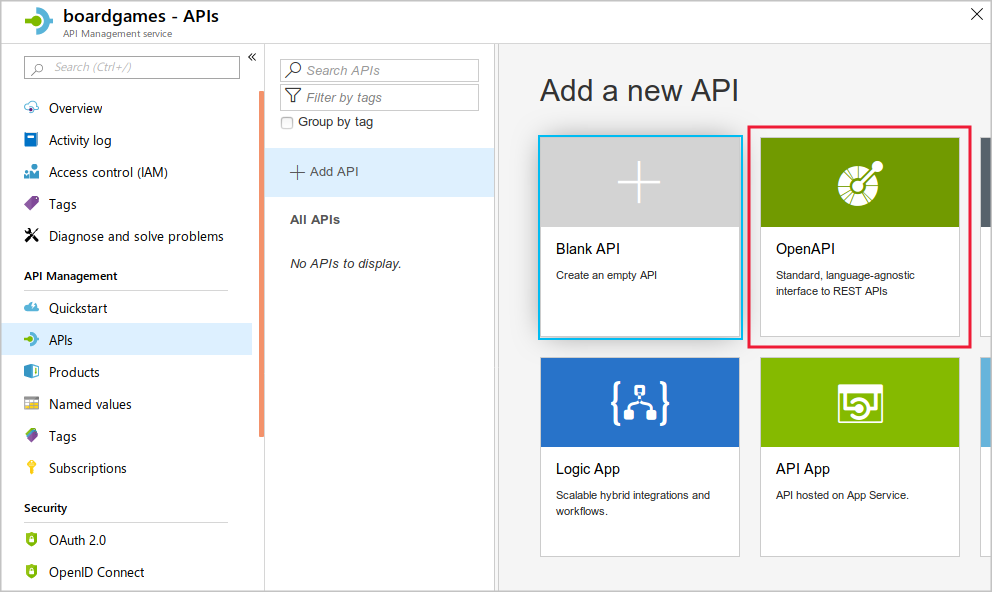 boardgames - APIs
API Management service
Search (Ctrl+/)
«
Overview
Activity log
Access control (IAM)
Tags
Diagnose and solve problems
API Management
Quickstart
APIs
Products
Named values
Tags
Subscriptions
Security
OAuth 2.0
OpenID Connect
Search APIs
Filter by tags
Group by tag
Add API
All APIs
No APIs to display.
Add a new API
Blank API
Create an empty API
OpenAPI
Standard, language-agnostic
interface to REST APIs
Logic App
Scalable hybrid integrations and
workflows.
API App
API hosted on App Service.